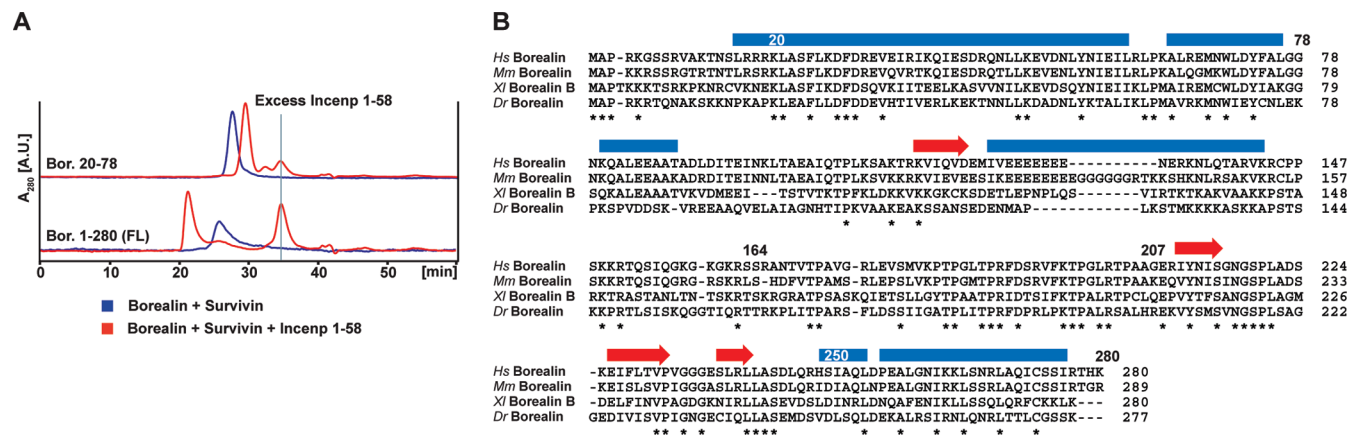 A
B
Excess Incenp 1-58
Bor. 20-78
Bor. 1-280 (FL)
A280 [A.U.]
0 10 20 30 40 50 [min]
Borealin + Survivin
Borealin + Survivin + Incenp 1-58
20 78
Hs Borealin MAP-RKGSSRVAKTNSLRRRKLASFLKDFDREVEIRIKQIESDRQNLLKEVDNLYNIEILRLPKALREMNWLDYFALGG 78
Mm Borealin MAP-KKRSSRGTRTNTLRSRKLASFLKDFDREVQVRTKQIESDRQTLLKEVENLYNIEILRLPKALQGMKWLDYFALGG 78
Xl Borealin B MAPTKKKTSRKPKNRCVKNEKLASFIKDFDSQVKIITEELKASVVNILKEVDSQYNIEIIKLPMAIREMCWLDYIALGG 79
Dr Borealin MAP-RKRTQNAKSKKNPKAPKLEAFLLDFDDEVHTIVERLKEKTNNLLKDADNLYKTALIKLPMAVRKMNWIEYCNLEK 78
Hs Borealin NKQALEEAATADLDITEINKLTAEAIQTPLKSAKTRKVIQVDEMIVEEEEEEE----------NERKNLQTARVKRCPP 147
Mm Borealin NKQALEEAAKADRDITEINNLTAEAIQTPLKSVKKRKVIEVEESIKEEEEEEEEGGGGGGRTKKSHKNLRSAKVKRCPP 157
Xl Borealin B SQKALEAAATVKVDMEEI---TSTVTKTPFKLDKKVKKGKCKSDETLEPNPLQS------VIRTKTKAKVAAKKPSTA 148
Dr Borealin PKSPVDDSK-VREEAAQVELAIAGNHTIPKVAAKEAKSSANSEDENMAP-----------LKSTMKKKKASKKAPSTS 144
164 207
Hs Borealin SKKRTQSIQGKG-KGKRSSRANTVTPAVG-RLEVSMVKPTPGLTPRFDSRVFKTPGLRTPAAGERIYNISGNGSPLADS 224
Mm Borealin SKKRTQSIQGRG-RSKRLS-HDFVTPAMS-RLEPSLVKPTPGMTPRFDSRVFKTPGLRTPAAKEQVYNISINGSPLADS 233
Xl Borealin B RKTRASTANLTN-TSKRTSKRGRATPSASKQIETSLLGYTPAATPRIDTSIFKTPALRTPCLQEPVYTFSANGSPLAGM 226
Dr Borealin KKPRTLSISKQGGTIQRTTRKPLITPARS-FLDSSIIGATPLITPRFDPRLPKTPALRSALHREKVYSMSVNGSPLSAG 222
250 280
Hs Borealin -KEIFLTVPVGGGESLRLLASDLQRHSIAQLDPEALGNIKKLSNRLAQICSSIRTHK 280
Mm Borealin -KEISLSVPIGGGASLRLLASDLQRIDIAQLNPEALGNIRKLSSRLAQICSSIRTGR 289
Xl Borealin B -DELFINVPAGDGKNIRLLASEVDSLDINRLDNQAFENIKLLSSQLQRFCKKLK--- 280
Dr Borealin GEDIVISVPIGNGECIQLLASEMDSVDLSQLDEKALRSIRNLQNRLTTLCGSSK--- 277